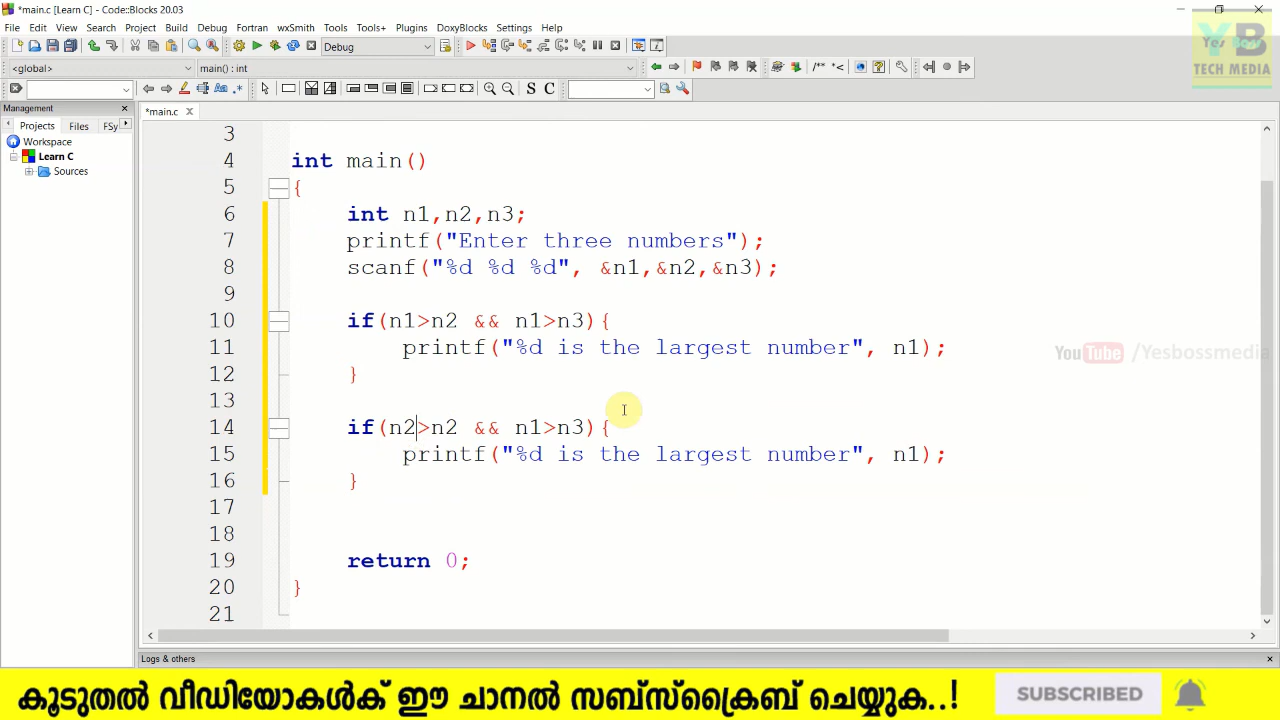 *main.c [Learn C] - Code::Blocks 20.03
File Edit View Search Project Build Debug Fortran wxSmith Tools Tools+ Plugins DoxyBlocks Settings Help
Debug
<global> main() : int
/** *<
Aa .* S C
Management
Projects Files FSy
Workspace
Learn C
Sources
*main.c
3
4 int main()
5 {
6 int n1,n2,n3;
7 printf("Enter three numbers");
8 scanf("%d %d %d", &n1,&n2,&n3);
9
10 if(n1>n2 && n1>n3){
11 printf("%d is the largest number", n1);
12 }
13
14 if(n2>n2 && n1>n3){
15 printf("%d is the largest number", n1);
16 }
17
18
19 return 0;
20 }
21
YB
Yes Boss
TECH MEDIA
YouTube /Yesbossmedia
Logs & others
കൂടുതൽ വീഡിയോകൾക് ഈ ചാനൽ സബ്സ്ക്രൈബ് ചെയ്യുക..!
SUBSCRIBED